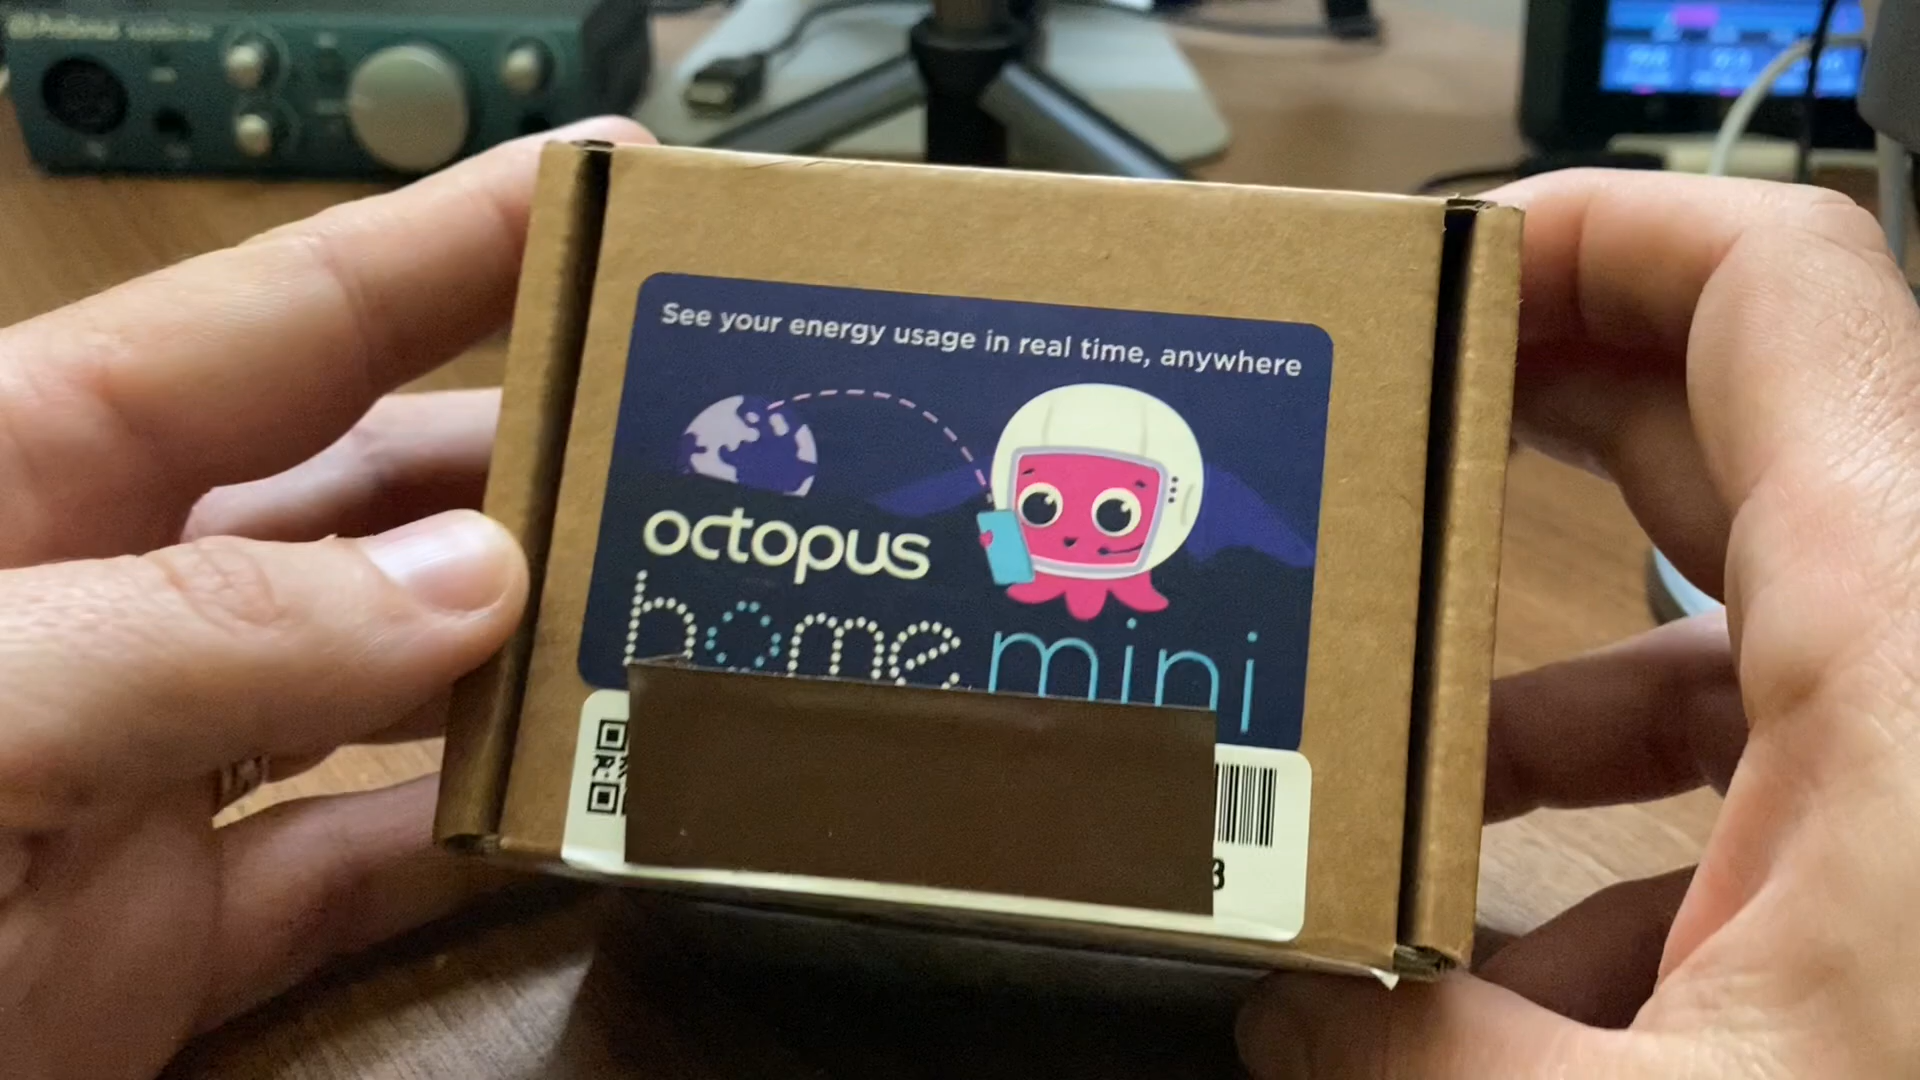 See your energy usage in real time, anywhere
octopus
home mini